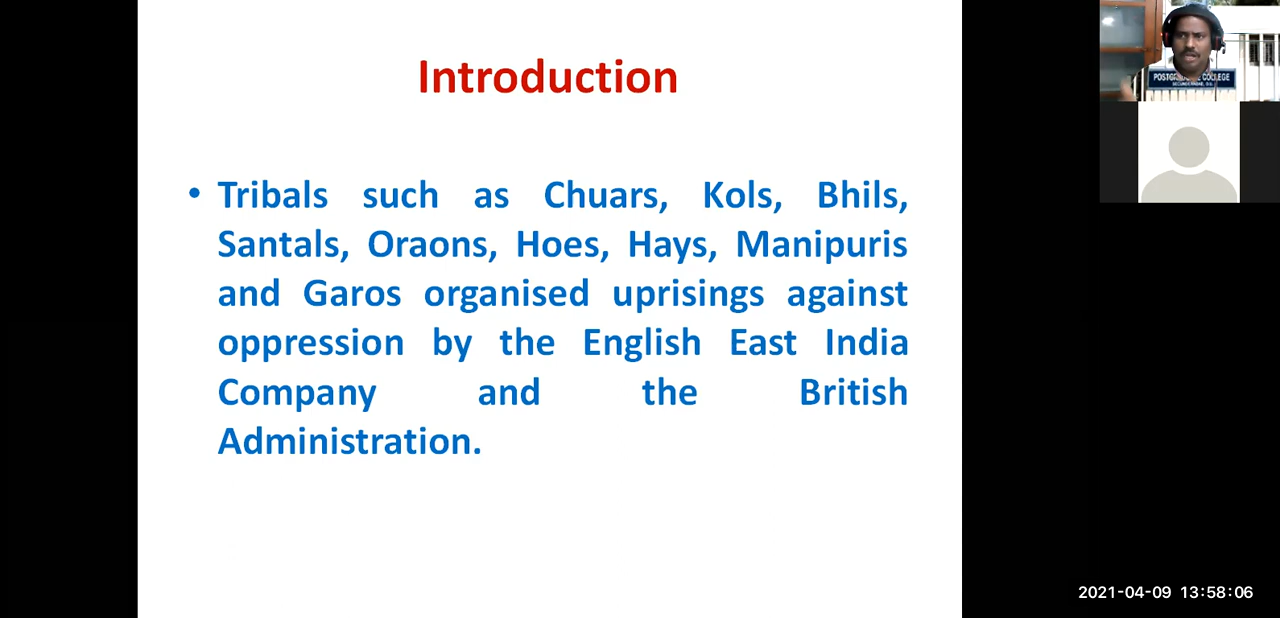 Introduction
• Tribals such as Chuars, Kols, Bhils,
Santals, Oraons, Hoes, Hays, Manipuris
and Garos organised uprisings against
oppression by the English East India
Company and the British
Administration.
COLLEGE
2021-04-09 13:58:06